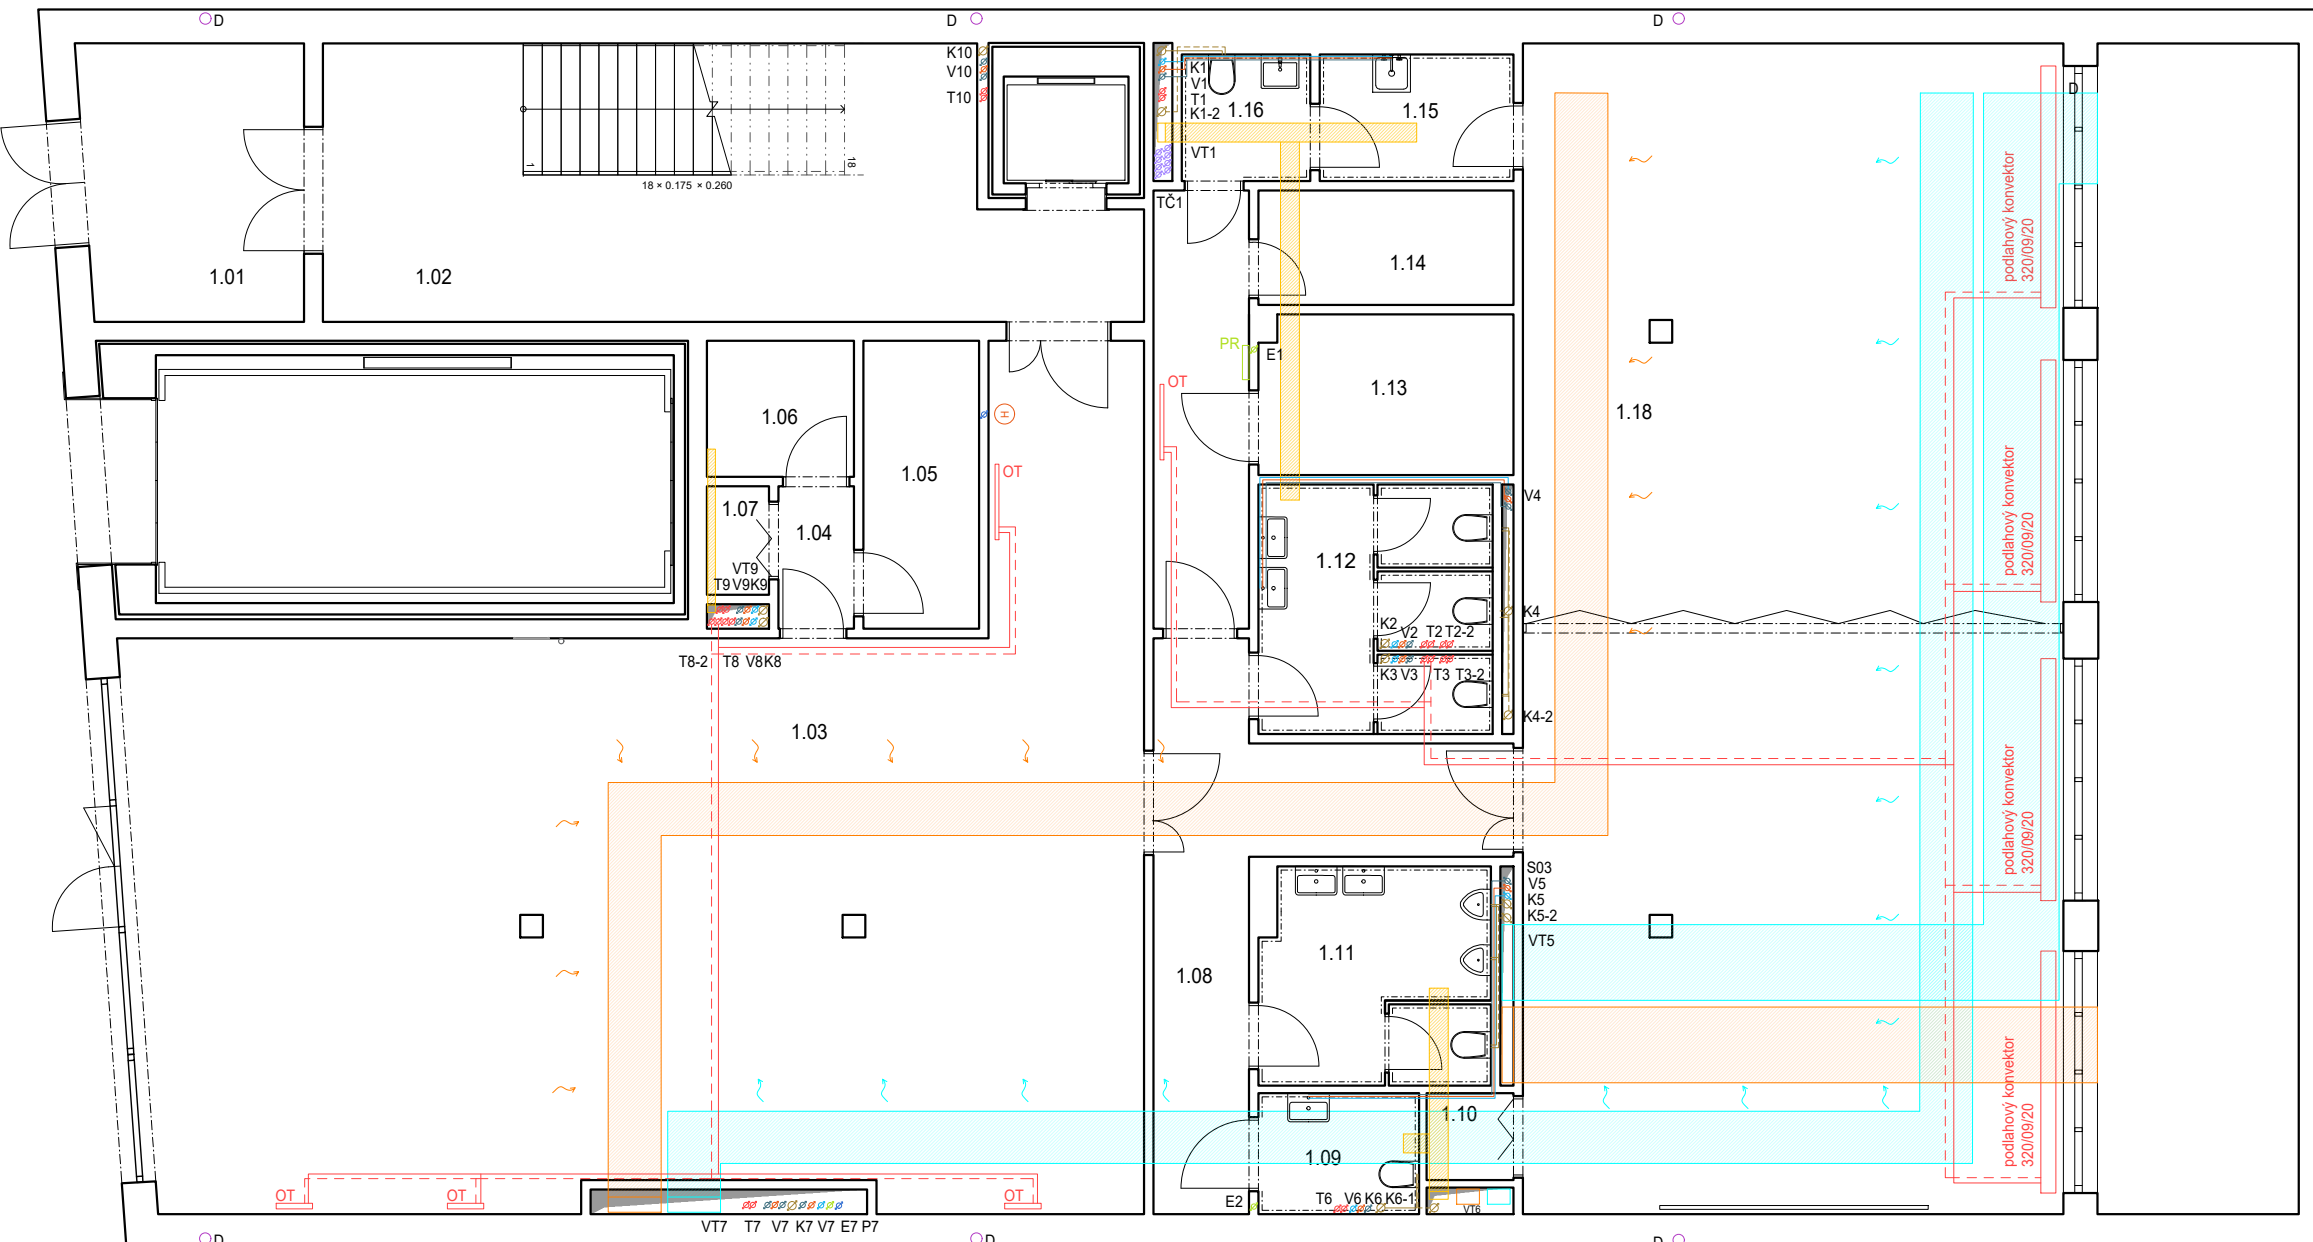 D
D
D
K10
V10
T10
K1
V1
T1
K1-2
VT1
TČ1
1.16
1.15
D
1
18
18 × 0.175 × 0.260
1.01
1.02
1.14
podlahový konvektor
320/09/20
PR
E1
1.13
OT
1.18
1.06
H
1.05
OT
1.07
1.04
VT9
T9 V9K9
V4
podlahový konvektor
320/09/20
1.12
K4
K2
V2
T2 T2-2
T8-2
T8
V8K8
K3 V3
T3 T3-2
K4-2
1.03
podlahový konvektor
320/09/20
S03
V5
K5
K5-2
VT5
1.11
1.08
1.10
podlahový konvektor
320/09/20
1.09
OT
OT
OT
E2
T6
V6 K6 K6-1
VT6
VT7
T7
V7
K7
V7
E7 P7
D
D
D